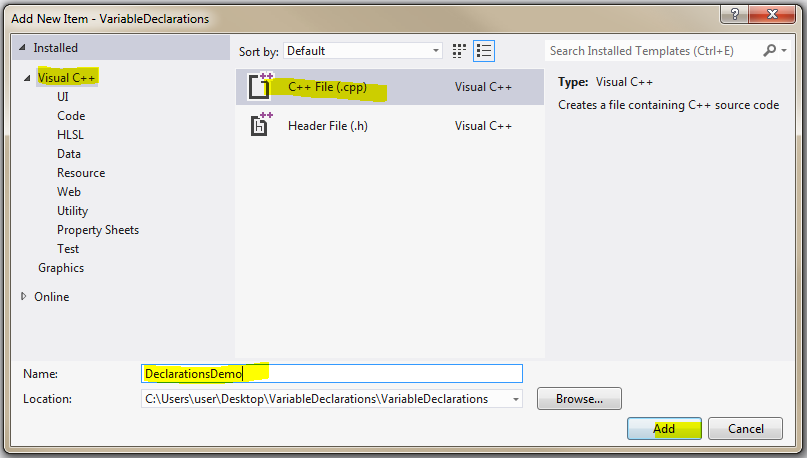 Add New Item - VariableDeclarations
Installed
Sort by: Default
Search Installed Templates (Ctrl+E)
Visual C++
UI
Code
HLSL
Data
Resource
Web
Utility
Property Sheets
Test
Graphics
Online
C++ File (.cpp) Visual C++
Header File (.h) Visual C++
Type: Visual C++
Creates a file containing C++ source code
Name: DeclarationsDemo
Location: C:\Users\user\Desktop\VariableDeclarations\VariableDeclarations
Browse...
Add Cancel